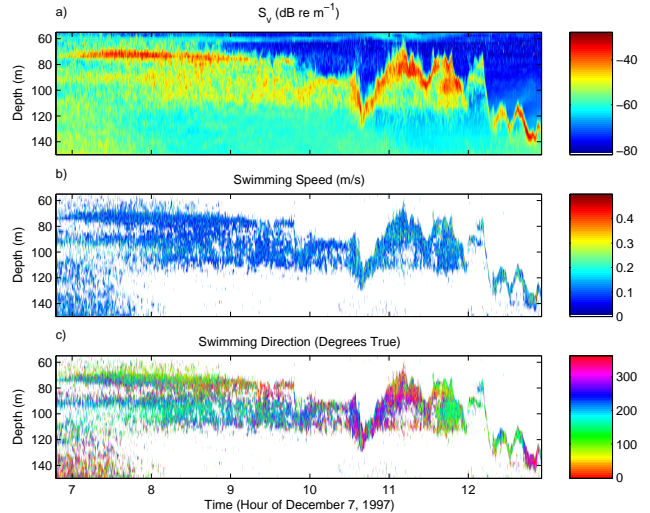 a)
S_v (dB re m⁻¹)
60
80
100
120
140
Depth (m)
−40
−60
−80
b)
Swimming Speed (m/s)
60
80
100
120
140
Depth (m)
0.4
0.3
0.2
0.1
0
c)
Swimming Direction (Degrees True)
60
80
100
120
140
Depth (m)
300
200
100
0
7 8 9 10 11 12
Time (Hour of December 7, 1997)